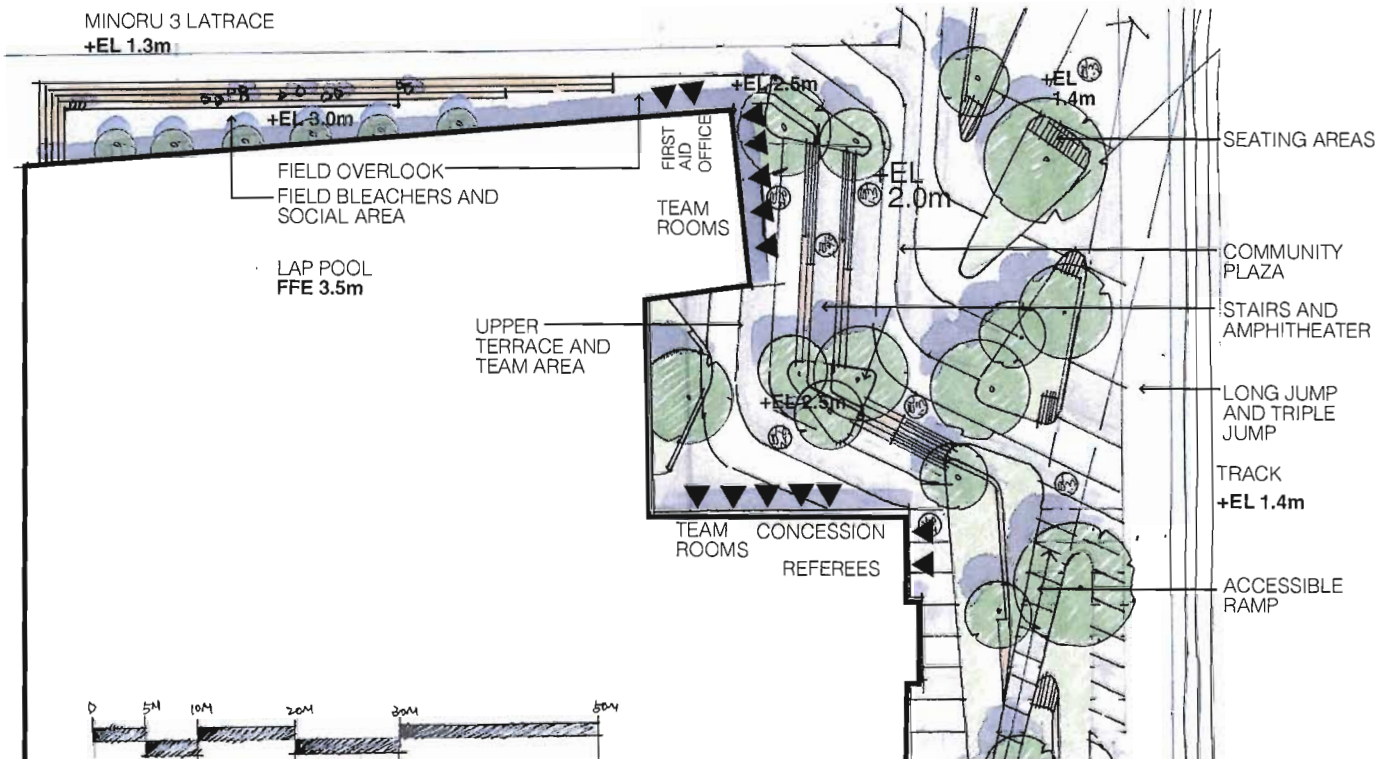 MINORU 3 LATRACE
+EL 1.3m
+EL 2.5m
+EL
1.4m
+EL 3.0m
SEATING AREAS
FIELD OVERLOOK
FIELD BLEACHERS AND
SOCIAL AREA
FIRST
AID
OFFICE
+EL
2.0m
TEAM
ROOMS
COMMUNITY
PLAZA
LAP POOL
FFE 3.5m
STAIRS AND
AMPHITHEATER
UPPER
TERRACE AND
TEAM AREA
LONG JUMP
AND TRIPLE
JUMP
+EL 2.5m
TRACK
+EL 1.4m
TEAM
ROOMS
CONCESSION
REFEREES
ACCESSIBLE
RAMP
0 5M 10M 20M 30M 50M